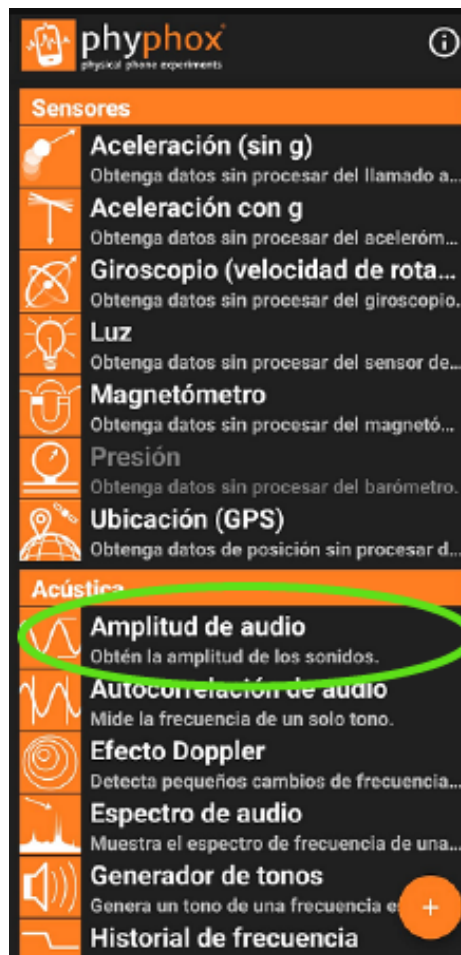 phyphox
physical phone experiments
Sensores
Aceleración (sin g)
Obtenga datos sin procesar del llamado a...
Aceleración con g
Obtenga datos sin procesar del aceleróm...
Giroscopio (velocidad de rota...
Obtenga datos sin procesar del giroscopio.
Luz
Obtenga datos sin procesar del sensor de...
Magnetómetro
Obtenga datos sin procesar del magnetó...
Presión
Obtenga datos sin procesar del barómetro.
Ubicación (GPS)
Obtenga datos de posición sin procesar d...
Acústica
Amplitud de audio
Obtén la amplitud de los sonidos.
Autocorrelación de audio
Mide la frecuencia de un solo tono.
Efecto Doppler
Detecta pequeños cambios de frecuencia...
Espectro de audio
Muestra el espectro de frecuencia de una...
Generador de tonos
Genera un tono de una frecuencia
Historial de frecuencia